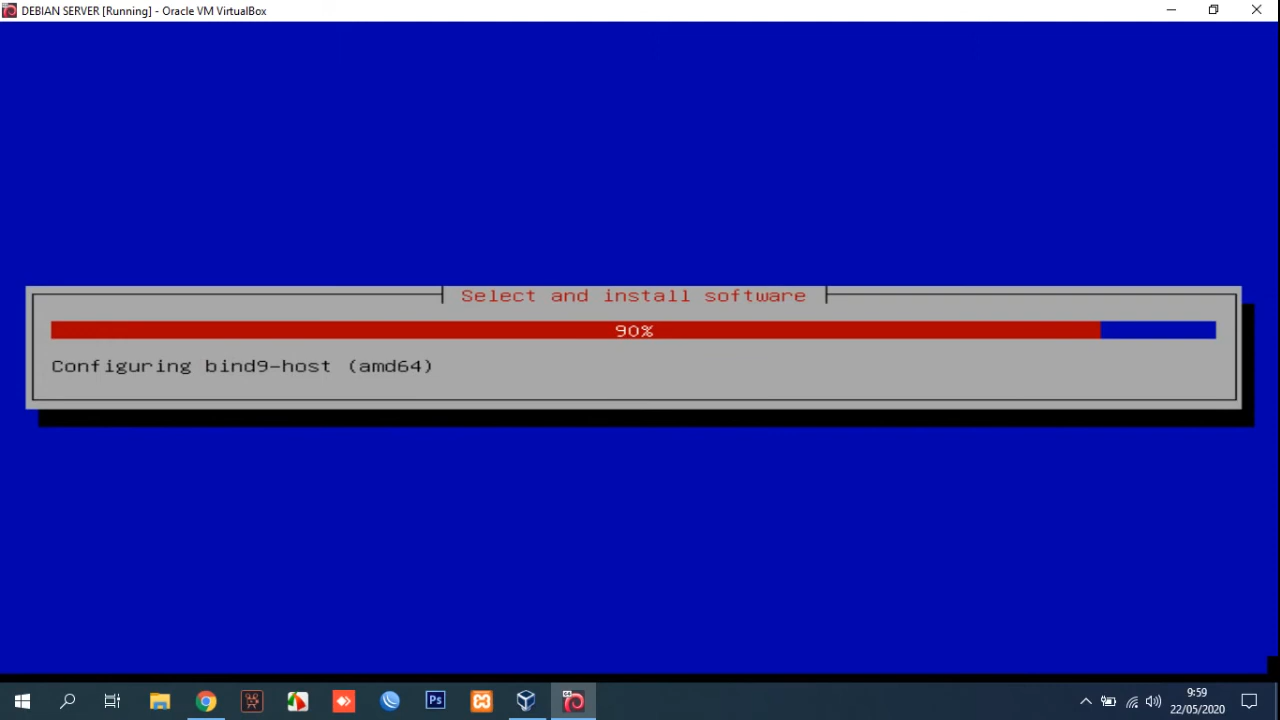 DEBIAN SERVER [Running] - Oracle VM VirtualBox
Select and install software
90%
Configuring bind9-host (amd64)
Ps
9:59
22/05/2020